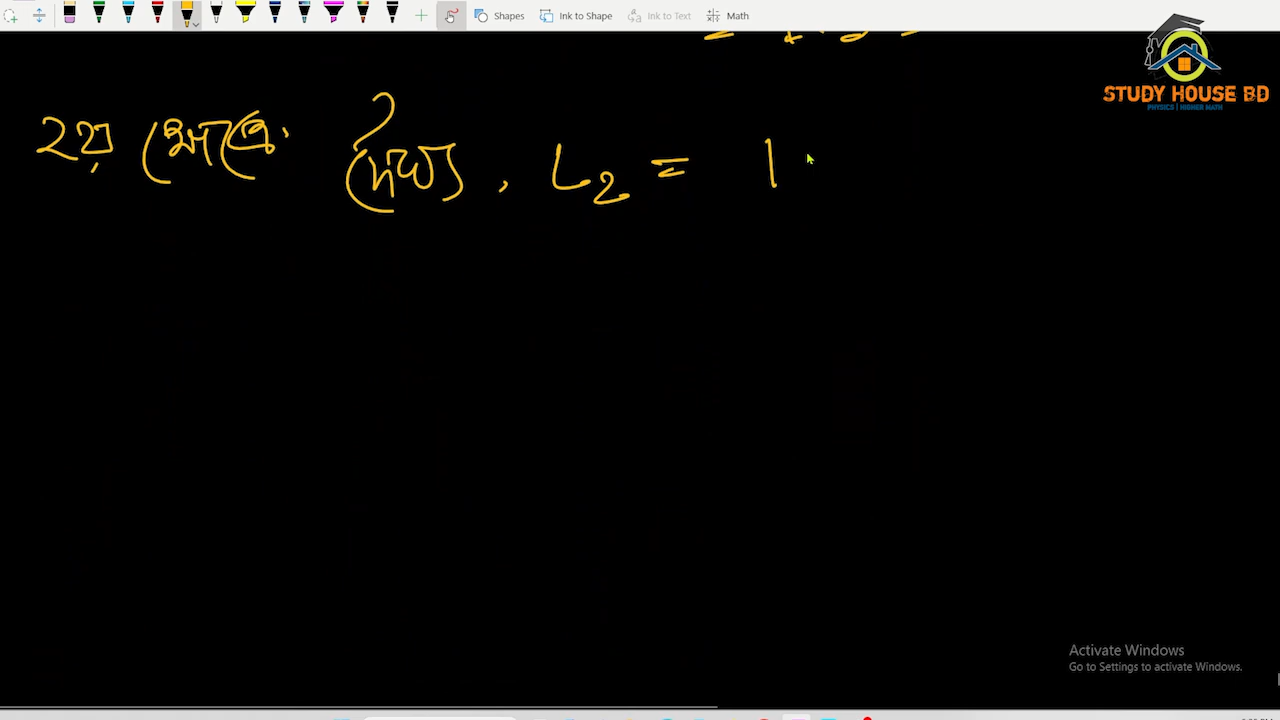 Shapes Ink to Shape Ink to Text Math
STUDY HOUSE BD
PHYSICS | HIGHER MATH
২য় ক্ষেত্রে দৈর্ঘ্য, L₂ = 1
Activate Windows
Go to Settings to activate Windows.